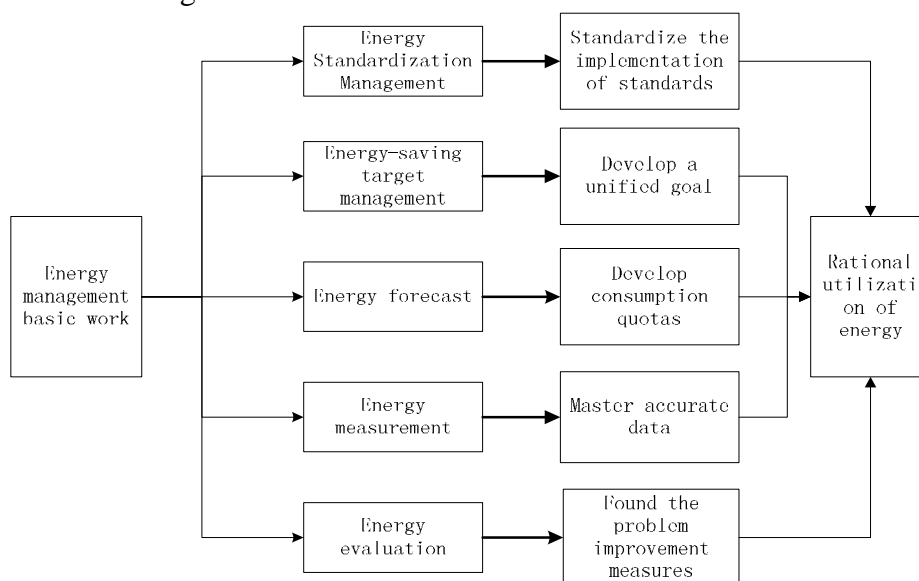 Energy
Standardization
Management
Standardize the
implementation
of standards
Energy-saving
target
management
Develop a
unified goal
Energy
management
basic work
Energy forecast
Develop
consumption
quotas
Rational
utilizati
on of
energy
Energy
measurement
Master accurate
data
Energy
evaluation
Found the
problem
improvement
measures